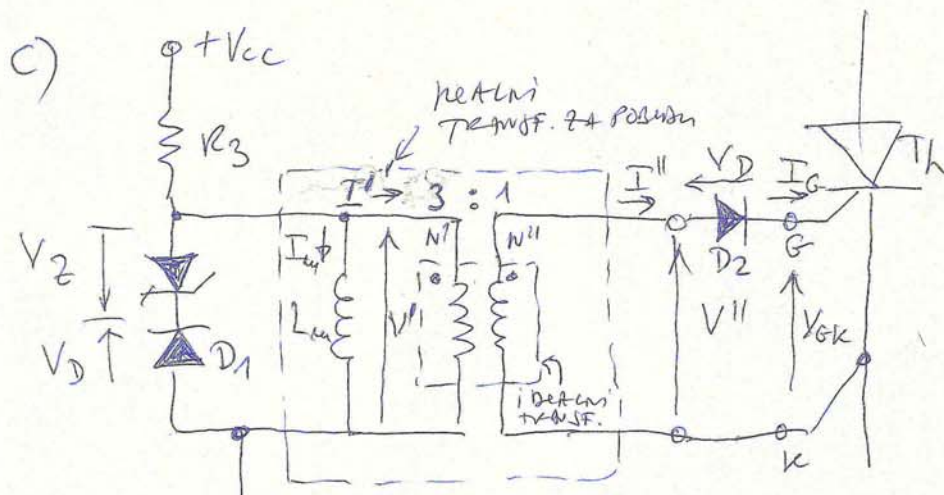 C)
+Vcc
REALNI
TRANSF. ZA POBUDU
R3
I' → 3 : 1
I''
VD
IG
Th
VZ
Im
N'
N''
D2
G
Lm
V'
V''
VGK
VD
D1
IDEALNI
TRANSF.
K